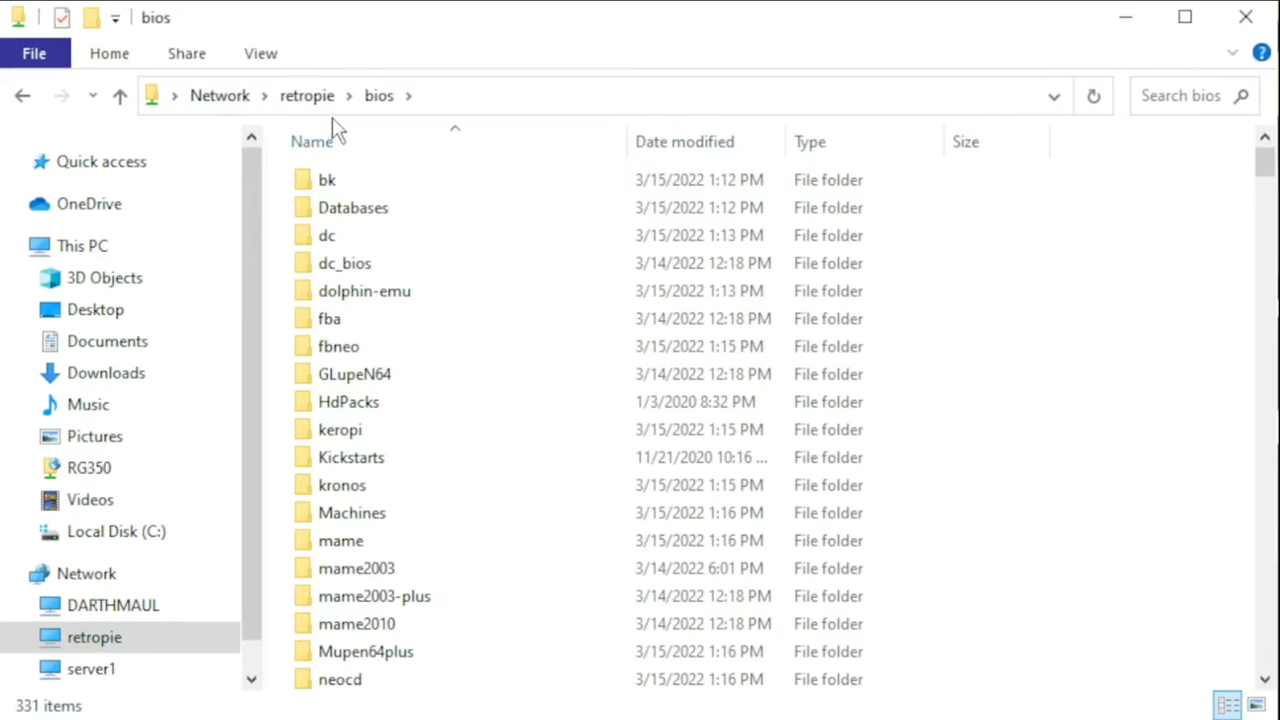 bios
File Home Share View
Network retropie bios Search bios
Name Date modified Type Size
Quick access
OneDrive
This PC
3D Objects
Desktop
Documents
Downloads
Music
Pictures
RG350
Videos
Local Disk (C:)
Network
DARTHMAUL
retropie
server1
bk 3/15/2022 1:12 PM File folder
Databases 3/15/2022 1:12 PM File folder
dc 3/15/2022 1:13 PM File folder
dc_bios 3/14/2022 12:18 PM File folder
dolphin-emu 3/15/2022 1:13 PM File folder
fba 3/14/2022 12:18 PM File folder
fbneo 3/15/2022 1:15 PM File folder
GLupeN64 3/14/2022 12:18 PM File folder
HdPacks 1/3/2020 8:32 PM File folder
keropi 3/15/2022 1:15 PM File folder
Kickstarts 11/21/2020 10:16 ... File folder
kronos 3/15/2022 1:15 PM File folder
Machines 3/15/2022 1:16 PM File folder
mame 3/15/2022 1:16 PM File folder
mame2003 3/14/2022 6:01 PM File folder
mame2003-plus 3/14/2022 12:18 PM File folder
mame2010 3/14/2022 12:18 PM File folder
Mupen64plus 3/15/2022 1:16 PM File folder
neocd 3/15/2022 1:16 PM File folder
331 items